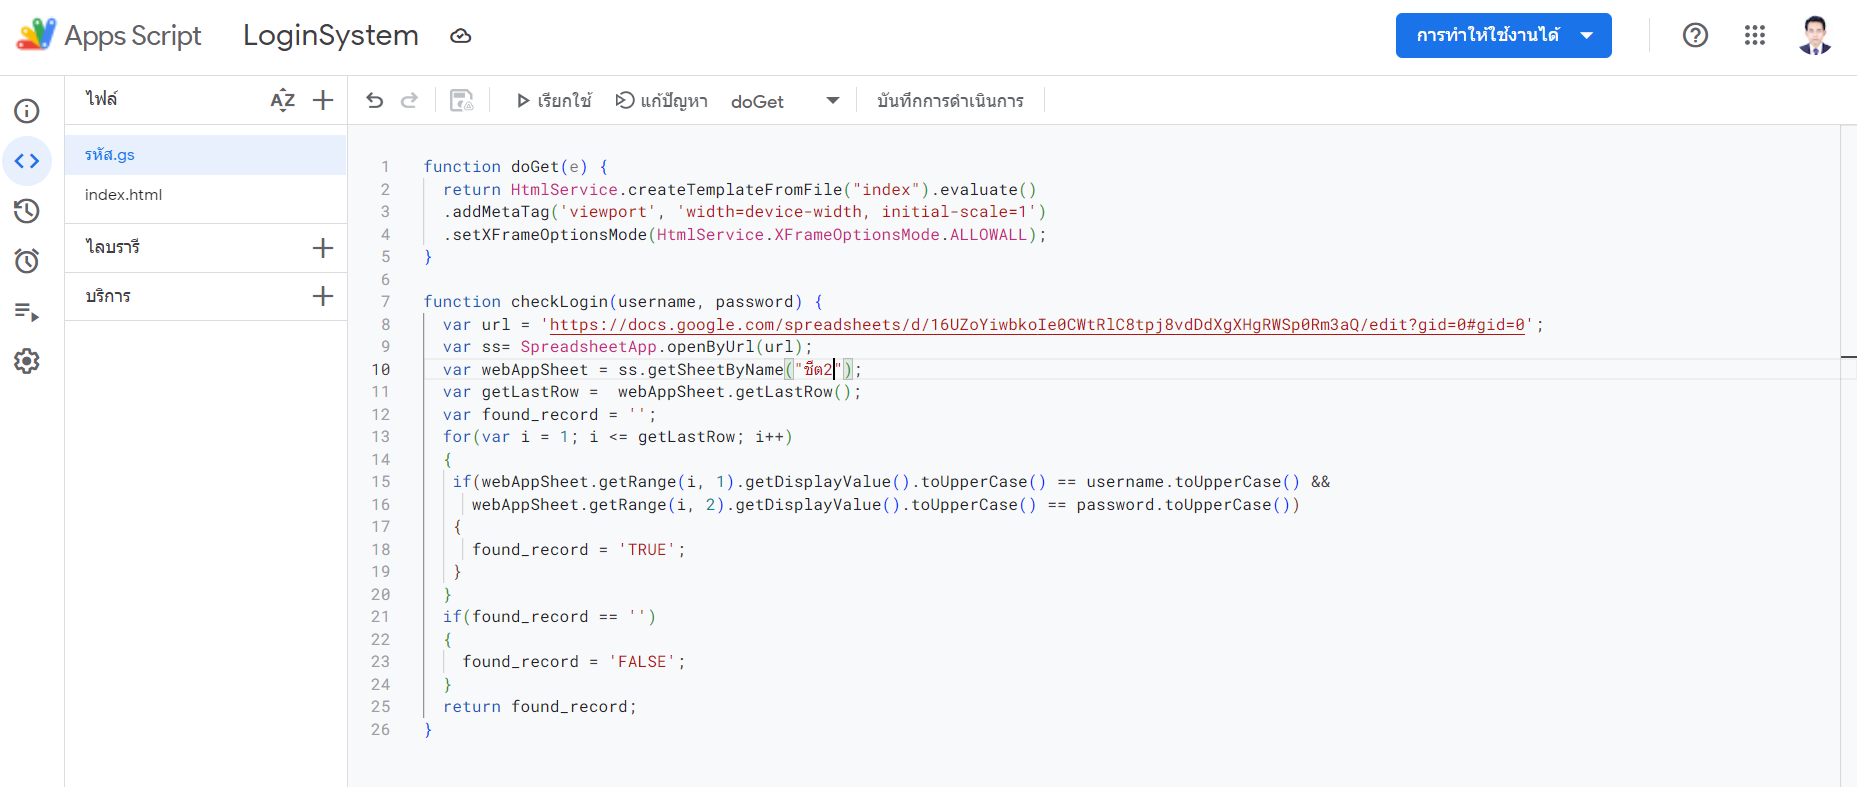 Apps Script LoginSystem การทำให้ใช้งานได้
ไฟล์ AZ
เรียกใช้ แก้ปัญหา doGet บันทึกการดำเนินการ
รหัส.gs
index.html
ไลบรารี
บริการ
1 function doGet(e) {
2 return HtmlService.createTemplateFromFile("index").evaluate()
3 .addMetaTag('viewport', 'width=device-width, initial-scale=1')
4 .setXFrameOptionsMode(HtmlService.XFrameOptionsMode.ALLOWALL);
5 }
6
7 function checkLogin(username, password) {
8 var url = 'https://docs.google.com/spreadsheets/d/16UZoYiwbkoIe0CWtRlC8tpj8vdDdXgXHgRWSp0Rm3aQ/edit?gid=0#gid=0';
9 var ss= SpreadsheetApp.openByUrl(url);
10 var webAppSheet = ss.getSheetByName("ชีต2");
11 var getLastRow =  webAppSheet.getLastRow();
12 var found_record = '';
13 for(var i = 1; i <= getLastRow; i++)
14 {
15 if(webAppSheet.getRange(i, 1).getDisplayValue().toUpperCase() == username.toUpperCase() &&
16 webAppSheet.getRange(i, 2).getDisplayValue().toUpperCase() == password.toUpperCase())
17 {
18 found_record = 'TRUE';
19 }
20 }
21 if(found_record == '')
22 {
23 found_record = 'FALSE';
24 }
25 return found_record;
26 }